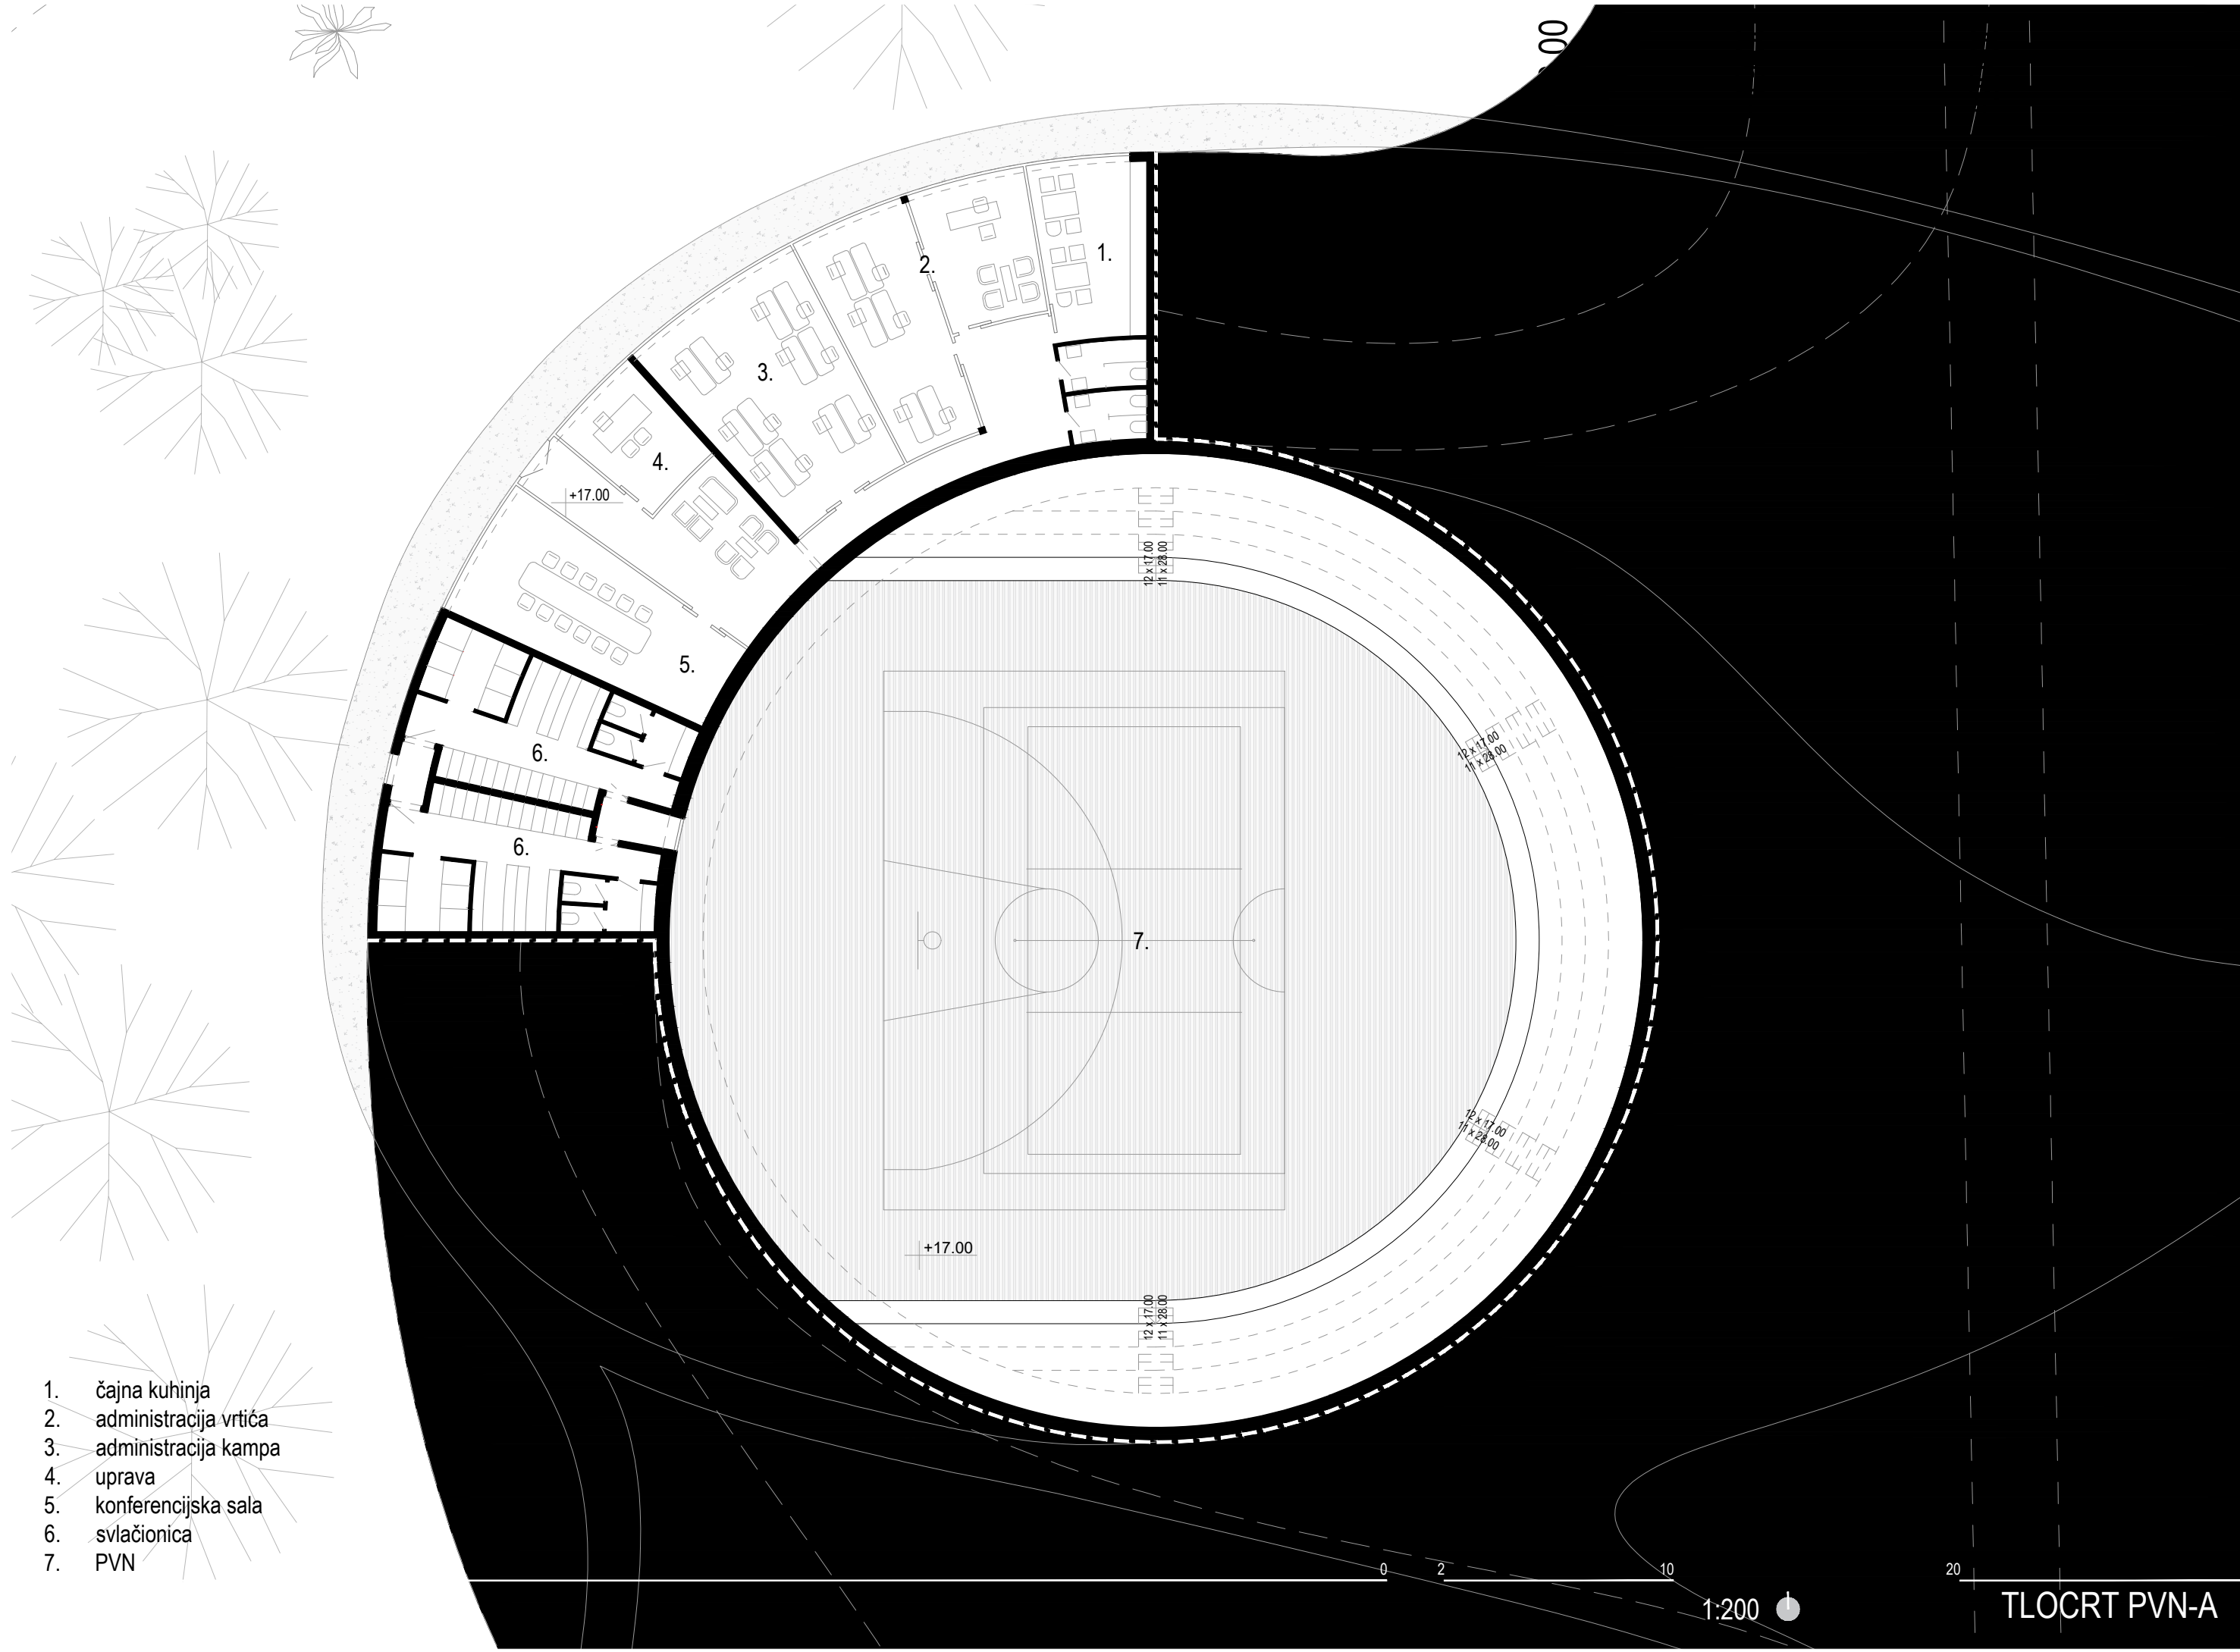 00
1.
2.
3.
4.
+17.00
12 x 17.00
11 x 28.00
5.
6.
12 x 17.00
11 x 28.00
6.
7.
12 x 17.00
11 x 28.00
+17.00
12 x 17.00
11 x 28.00
1. čajna kuhinja
2. administracija vrtića
3. administracija kampa
4. uprava
5. konferencijska sala
6. svlačionica
7. PVN
0 2 10 20
1:200
TLOCRT PVN-A